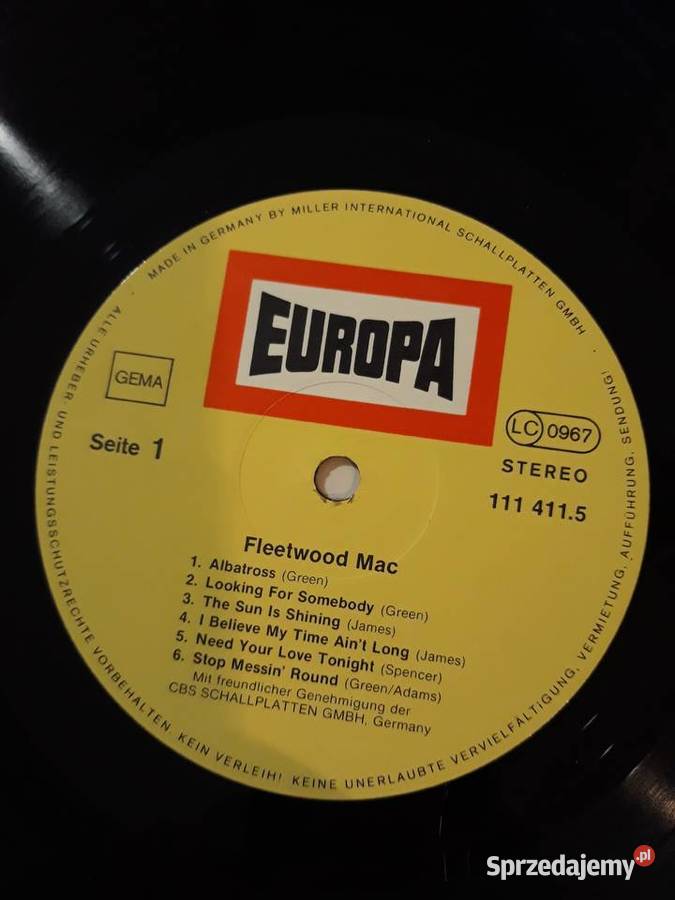 MADE IN GERMANY BY MILLER INTERNATIONAL SCHALLPLATTEN GMBH
EUROPA
GEMA
Seite 1
LC 0967
STEREO
111 411.5
Fleetwood Mac
1. Albatross (Green)
2. Looking For Somebody (Green)
3. The Sun Is Shining (James)
4. I Believe My Time Ain't Long (James)
5. Need Your Love Tonight (Spencer)
6. Stop Messin' Round (Green/Adams)
Mit freundlicher Genehmigung der
CBS SCHALLPLATTEN GMBH, Germany
ALLE URHEBER- UND LEISTUNGSSCHUTZRECHTE VORBEHALTEN. KEIN VERLEIH! KEINE UNERLAUBTE VERVIELFÄLTIGUNG, VERMIETUNG, AUFFÜHRUNG, SENDUNG!
Sprzedajemy.pl